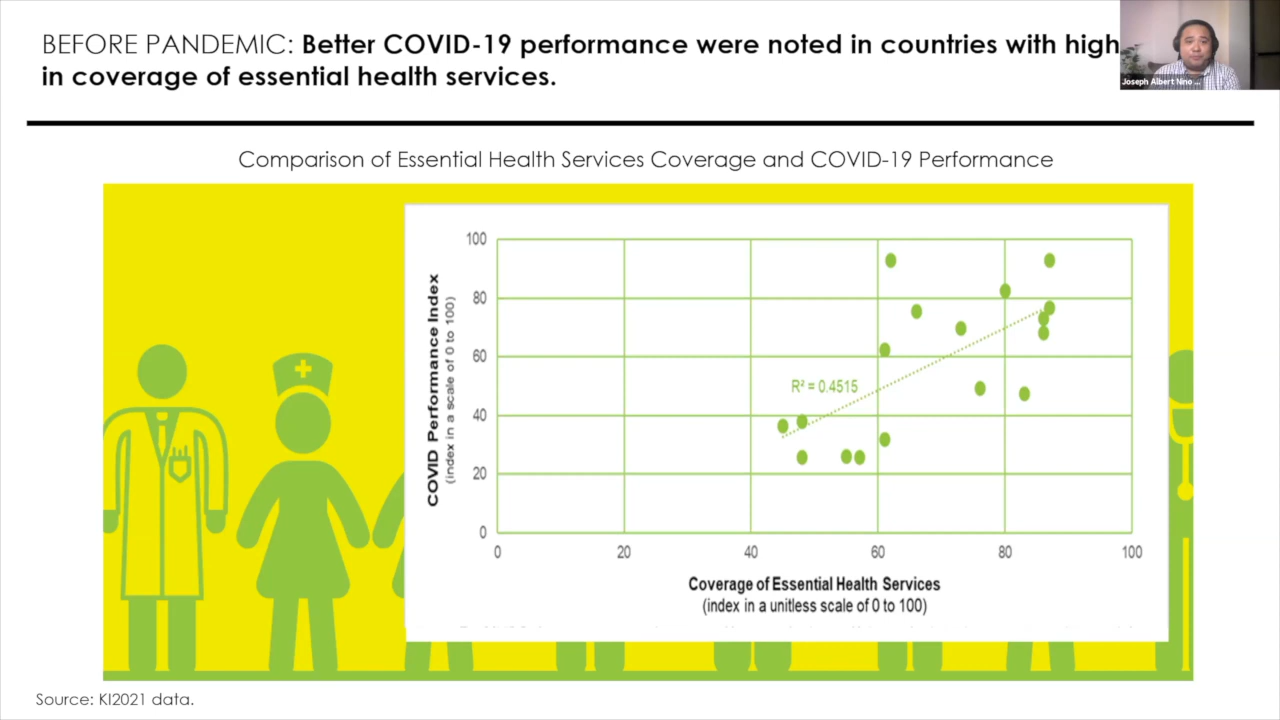 BEFORE PANDEMIC: Better COVID-19 performance were noted in countries with high
in coverage of essential health services.
Joseph Albert Nino ...
Comparison of Essential Health Services Coverage and COVID-19 Performance
COVID Performance Index
(index in a scale of 0 to 100)
100
80
60
40
20
0
R² = 0.4515
0 20 40 60 80 100
Coverage of Essential Health Services
(index in a unitless scale of 0 to 100)
Source: KI2021 data.